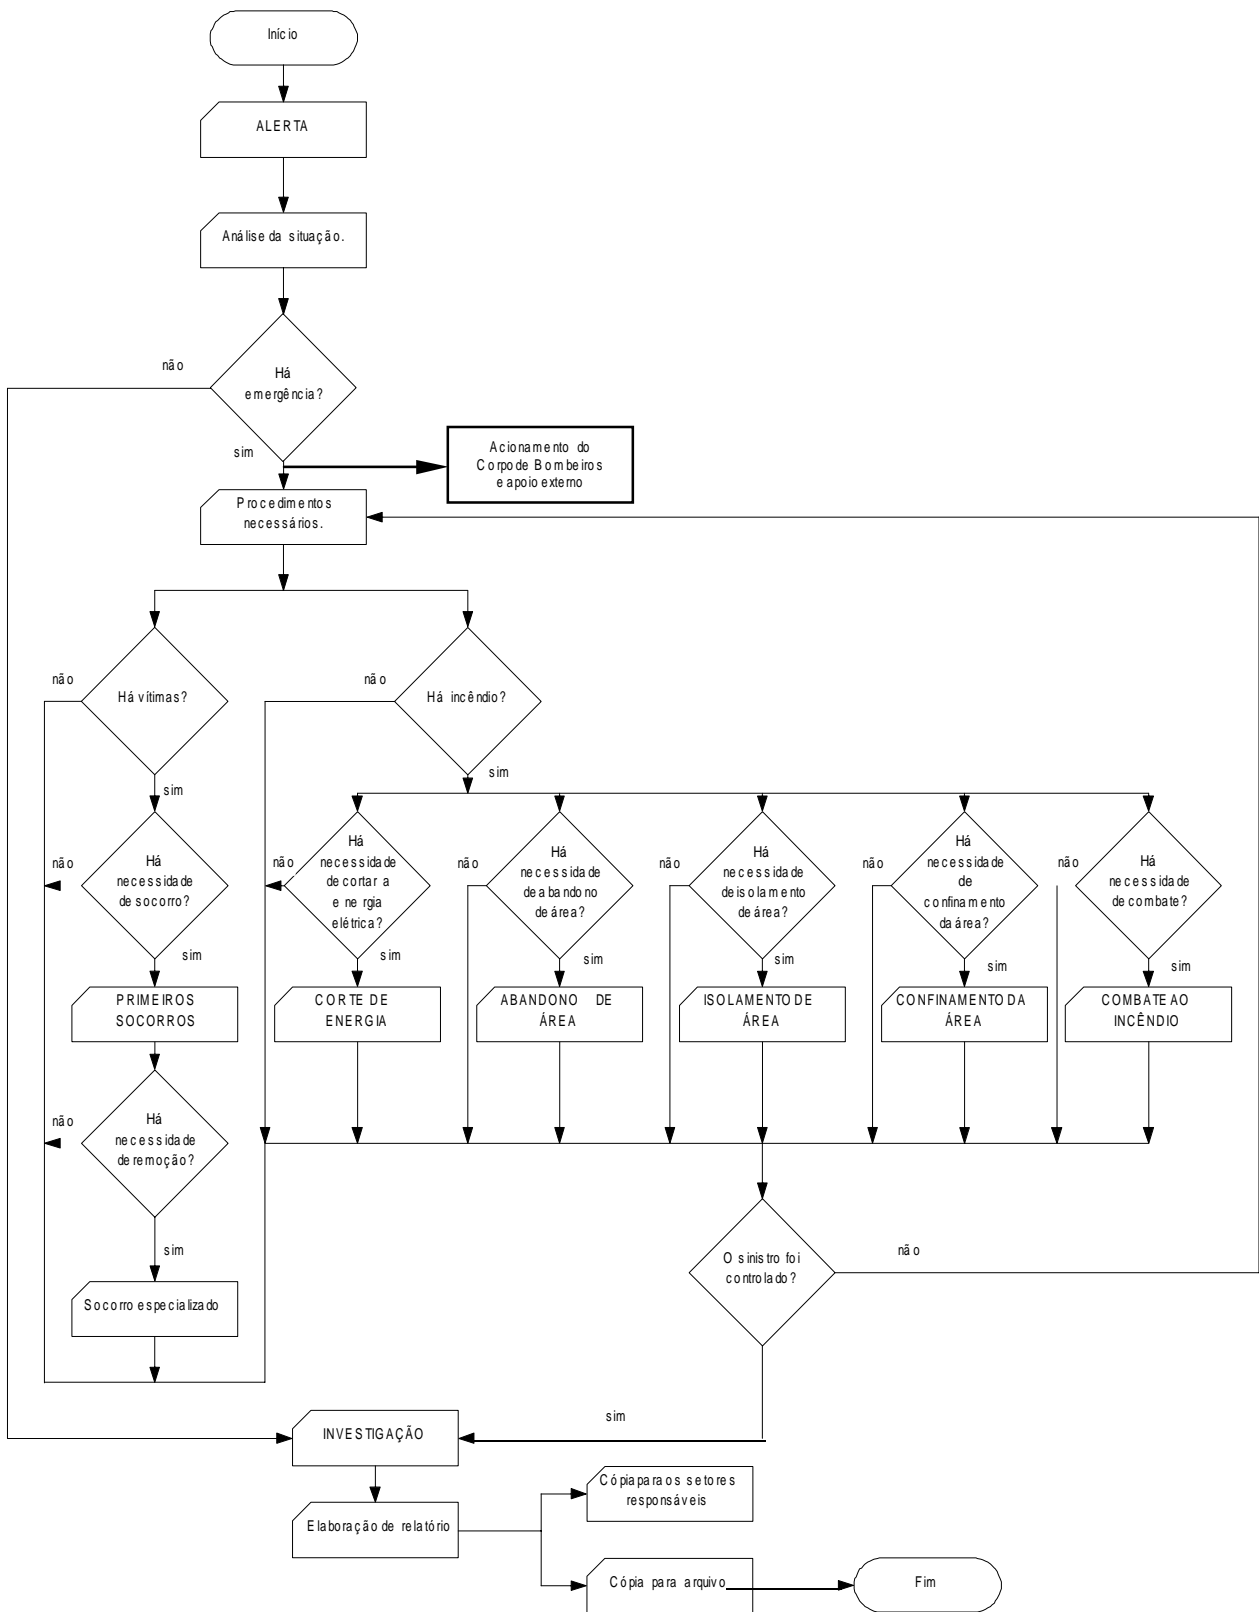 Início
ALERTA
Análise da situação.
não
Há
emergência?
sim
Acionamento do
Corpo de Bombeiros
e apoio externo
Procedimentos
necessários.
não
Há vítimas?
sim
não
Há incêndio?
sim
não
Há
necessidade
de socorro?
sim
não
Há
necessidade
de cortar a
energia
elétrica?
sim
não
Há
necessidade
de abandono
de área?
sim
não
Há
necessidade
de isolamento
de área?
sim
não
Há
necessidade
de
confinamento
da área?
sim
não
Há
necessidade
de combate?
sim
PRIMEIROS
SOCORROS
CORTE DE
ENERGIA
ABANDONO DE
ÁREA
ISOLAMENTO DE
ÁREA
CONFINAMENTO DA
ÁREA
COMBATE AO
INCÊNDIO
não
Há
necessidade
de remoção?
sim
Socorro especializado
O sinistro foi
controlado?
não
sim
INVESTIGAÇÃO
Elaboração de relatório
Cópia para os setores
responsáveis
Cópia para arquivo
Fim